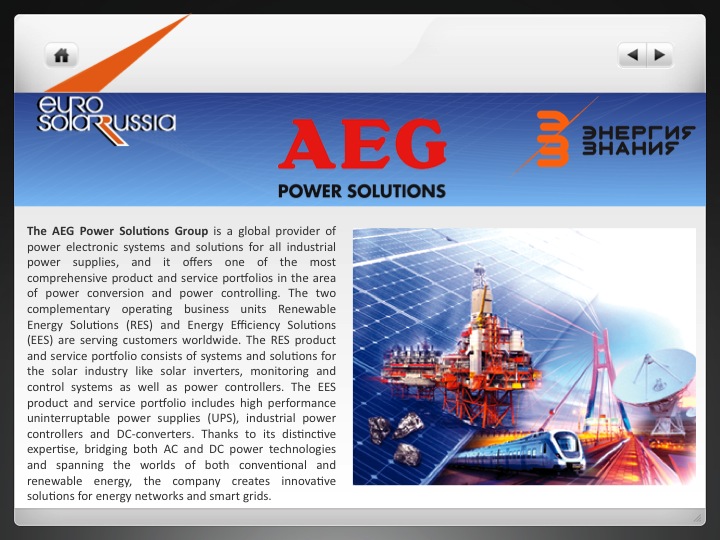 euro
solarRussia
AEG
POWER SOLUTIONS
ЭНЕРГИЯ
ЗНАНИЯ
The AEG Power Solutions Group is a global provider of
power electronic systems and solutions for all industrial
power supplies, and it offers one of the most
comprehensive product and service portfolios in the area
of power conversion and power controlling. The two
complementary operating business units Renewable
Energy Solutions (RES) and Energy Efficiency Solutions
(EES) are serving customers worldwide. The RES product
and service portfolio consists of systems and solutions for
the solar industry like solar inverters, monitoring and
control systems as well as power controllers. The EES
product and service portfolio includes high performance
uninterruptable power supplies (UPS), industrial power
controllers and DC-converters. Thanks to its distinctive
expertise, bridging both AC and DC power technologies
and spanning the worlds of both conventional and
renewable energy, the company creates innovative
solutions for energy networks and smart grids.